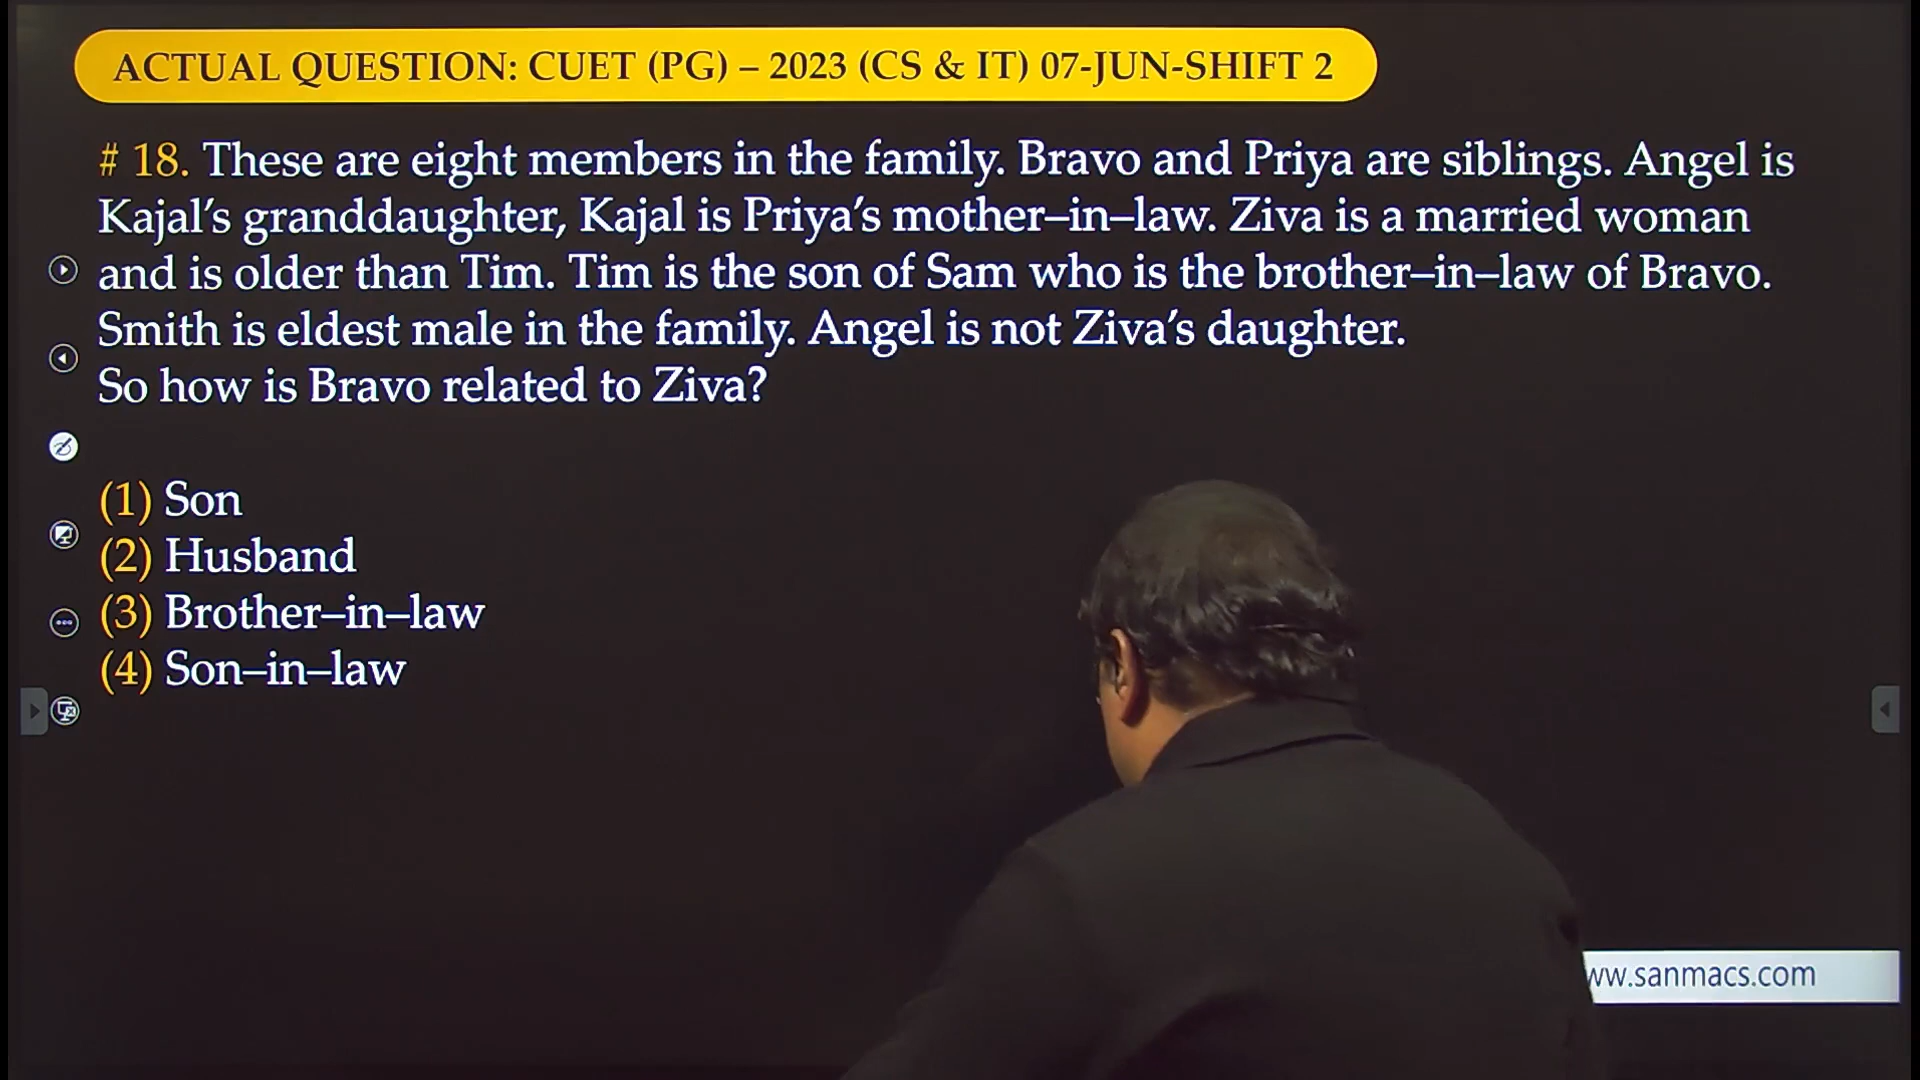 ACTUAL QUESTION: CUET (PG) – 2023 (CS & IT) 07-JUN-SHIFT 2
# 18. These are eight members in the family. Bravo and Priya are siblings. Angel is
Kajal’s granddaughter, Kajal is Priya’s mother–in–law. Ziva is a married woman
and is older than Tim. Tim is the son of Sam who is the brother–in–law of Bravo.
Smith is eldest male in the family. Angel is not Ziva’s daughter.
So how is Bravo related to Ziva?
(1) Son
(2) Husband
(3) Brother–in–law
(4) Son–in–law
ww.sanmacs.com